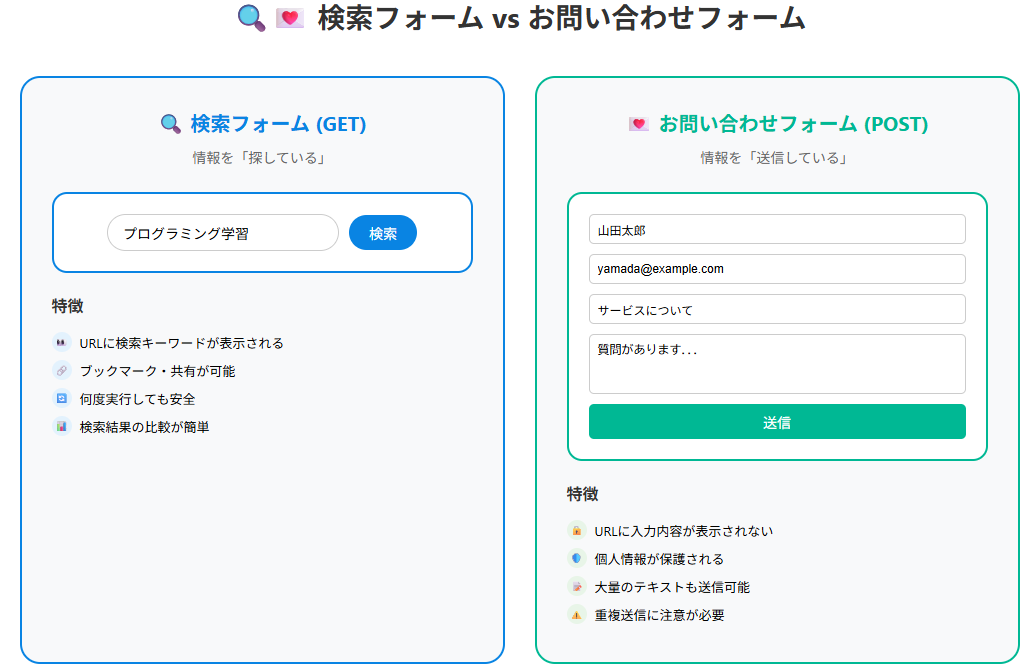 検索フォーム vs お問い合わせフォーム
検索フォーム (GET)
情報を「探している」
プログラミング学習
検索
特徴
URLに検索キーワードが表示される
ブックマーク・共有が可能
何度実行しても安全
検索結果の比較が簡単
お問い合わせフォーム (POST)
情報を「送信している」
山田太郎
yamada@example.com
サービスについて
質問があります...
送信
特徴
URLに入力内容が表示されない
個人情報が保護される
大量のテキストも送信可能
重複送信に注意が必要